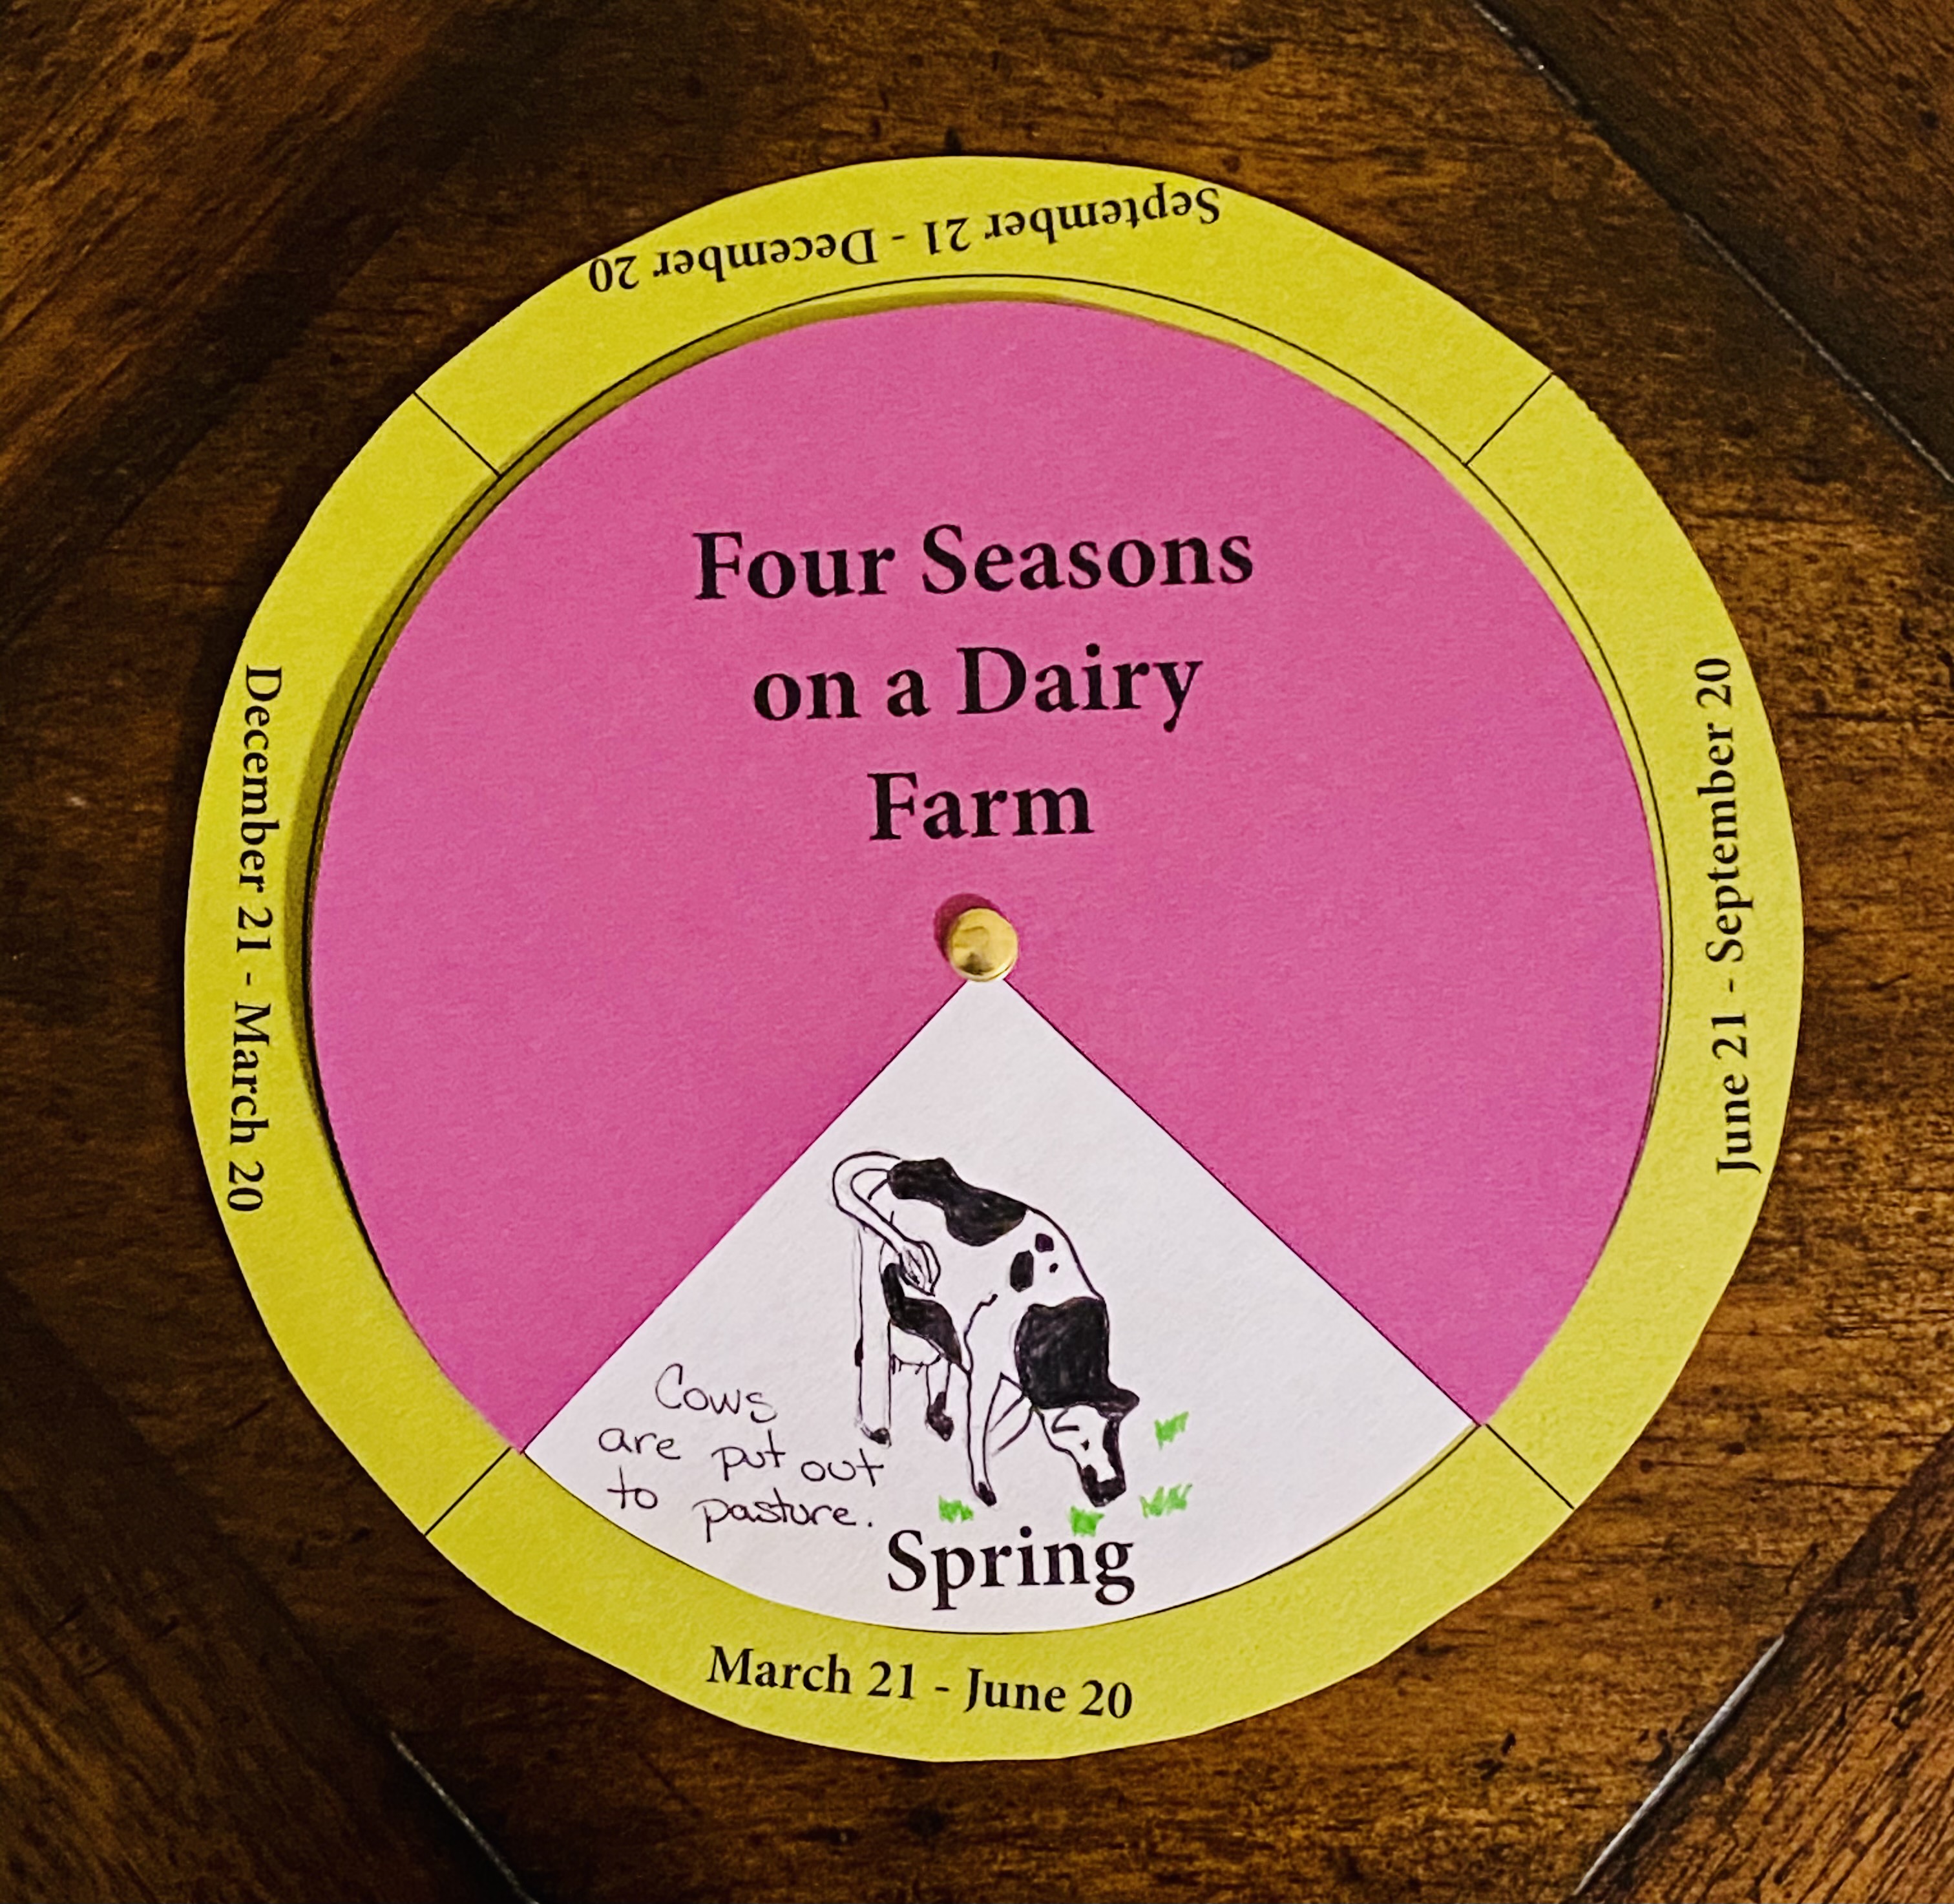 September 21 - December 20
Four Seasons
on a Dairy
Farm
December 21 - March 20
June 21 - September 20
Cows
are put out
to pasture.
Spring
March 21 - June 20